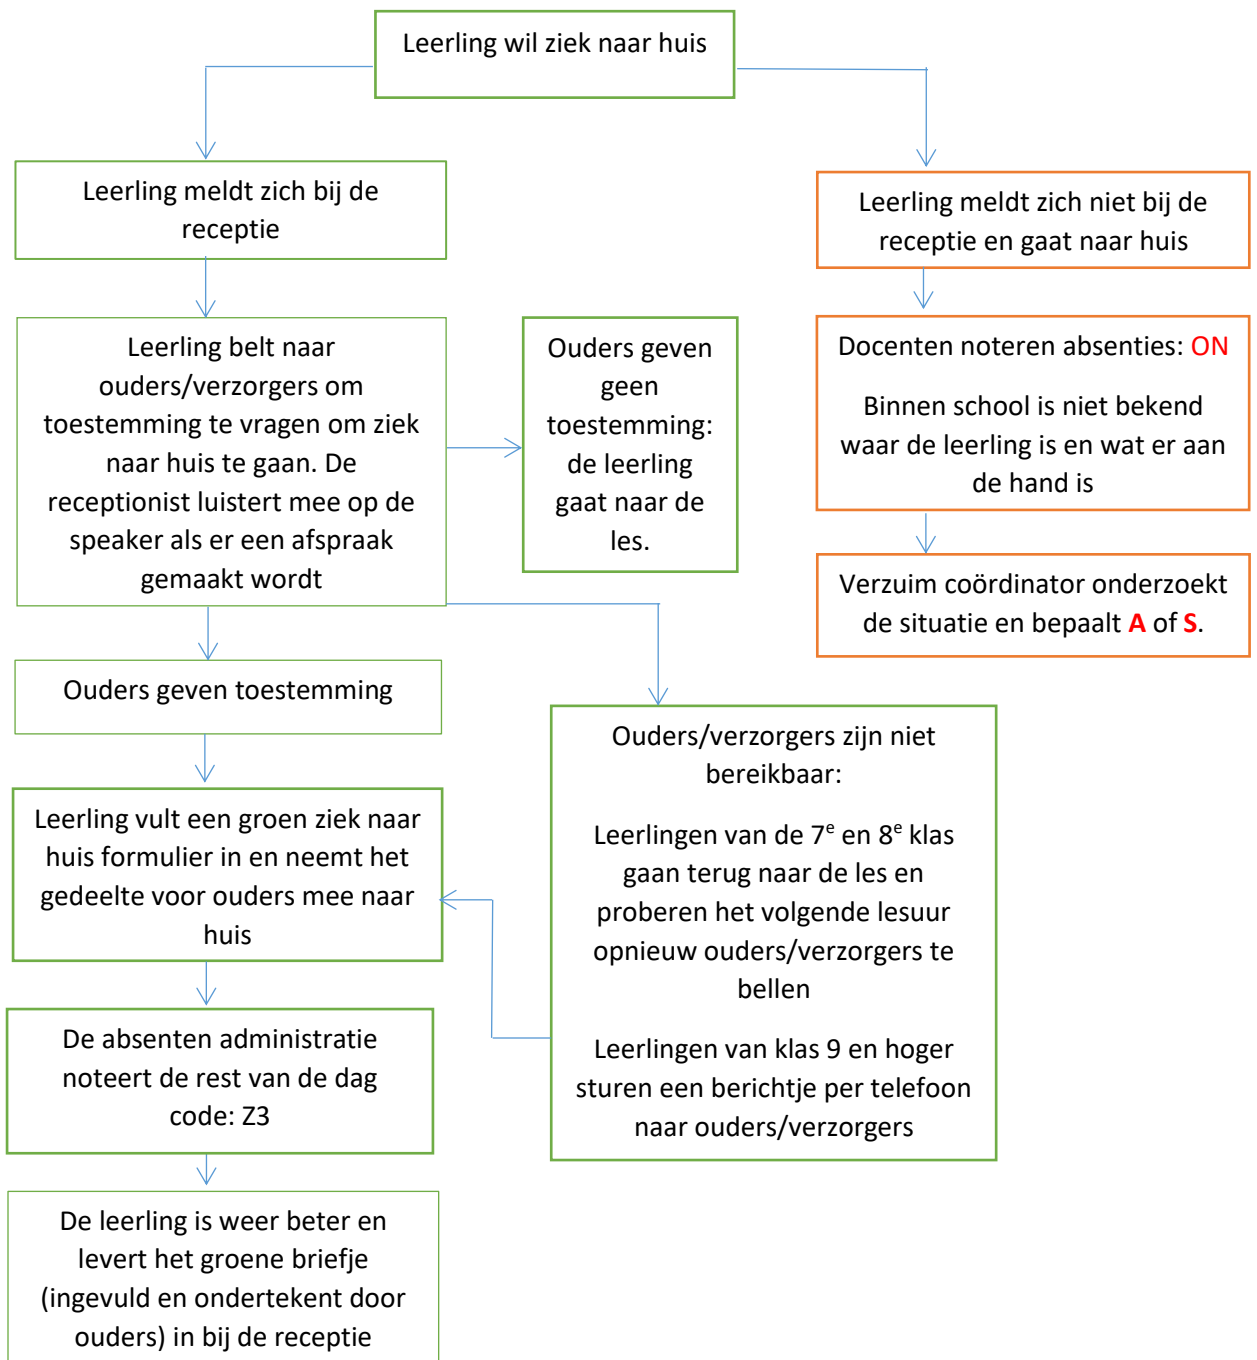 Leerling wil ziek naar huis
Leerling meldt zich bij de
receptie
Leerling meldt zich niet bij de
receptie en gaat naar huis
Leerling belt naar
ouders/verzorgers om
toestemming te vragen om ziek
naar huis te gaan. De
receptionist luistert mee op de
speaker als er een afspraak
gemaakt wordt
Ouders geven
geen
toestemming:
de leerling
gaat naar de
les.
Docenten noteren absenties: ON
Binnen school is niet bekend
waar de leerling is en wat er aan
de hand is
Verzuim coördinator onderzoekt
de situatie en bepaalt A of S.
Ouders geven toestemming
Ouders/verzorgers zijn niet
bereikbaar:
Leerlingen van de 7e en 8e klas
gaan terug naar de les en
proberen het volgende lesuur
opnieuw ouders/verzorgers te
bellen
Leerlingen van klas 9 en hoger
sturen een berichtje per telefoon
naar ouders/verzorgers
Leerling vult een groen ziek naar
huis formulier in en neemt het
gedeelte voor ouders mee naar
huis
De absenten administratie
noteert de rest van de dag
code: Z3
De leerling is weer beter en
levert het groene briefje
(ingevuld en ondertekent door
ouders) in bij de receptie